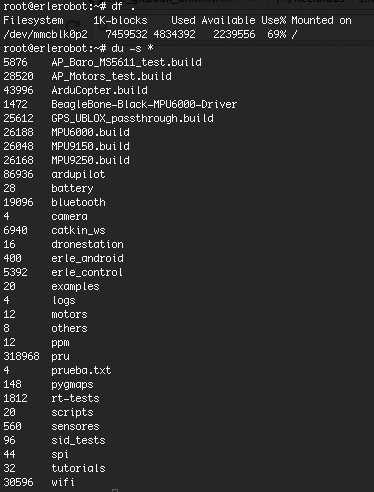 root@erlerobot:~# df .
Filesystem     1K-blocks    Used Available Use% Mounted on
/dev/mmcblk0p2   7459532 4834392   2239556  69% /
root@erlerobot:~# du -s *
5876    AP_Baro_MS5611_test.build
28520   AP_Motors_test.build
43996   ArduCopter.build
1472    BeagleBone-Black-MPU6000-Driver
25612   GPS_UBLOX_passthrough.build
26188   MPU6000.build
26048   MPU9150.build
26168   MPU9250.build
86936   ardupilot
28      battery
19096   bluetooth
4       camera
6940    catkin_ws
16      dronestation
400     erle_android
5392    erle_control
20      examples
4       logs
12      motors
8       others
12      ppm
318968  pru
4       prueba.txt
148     pygmaps
1812    rt-tests
20      scripts
560     sensores
96      sid_tests
44      spi
32      tutorials
30596   wifi